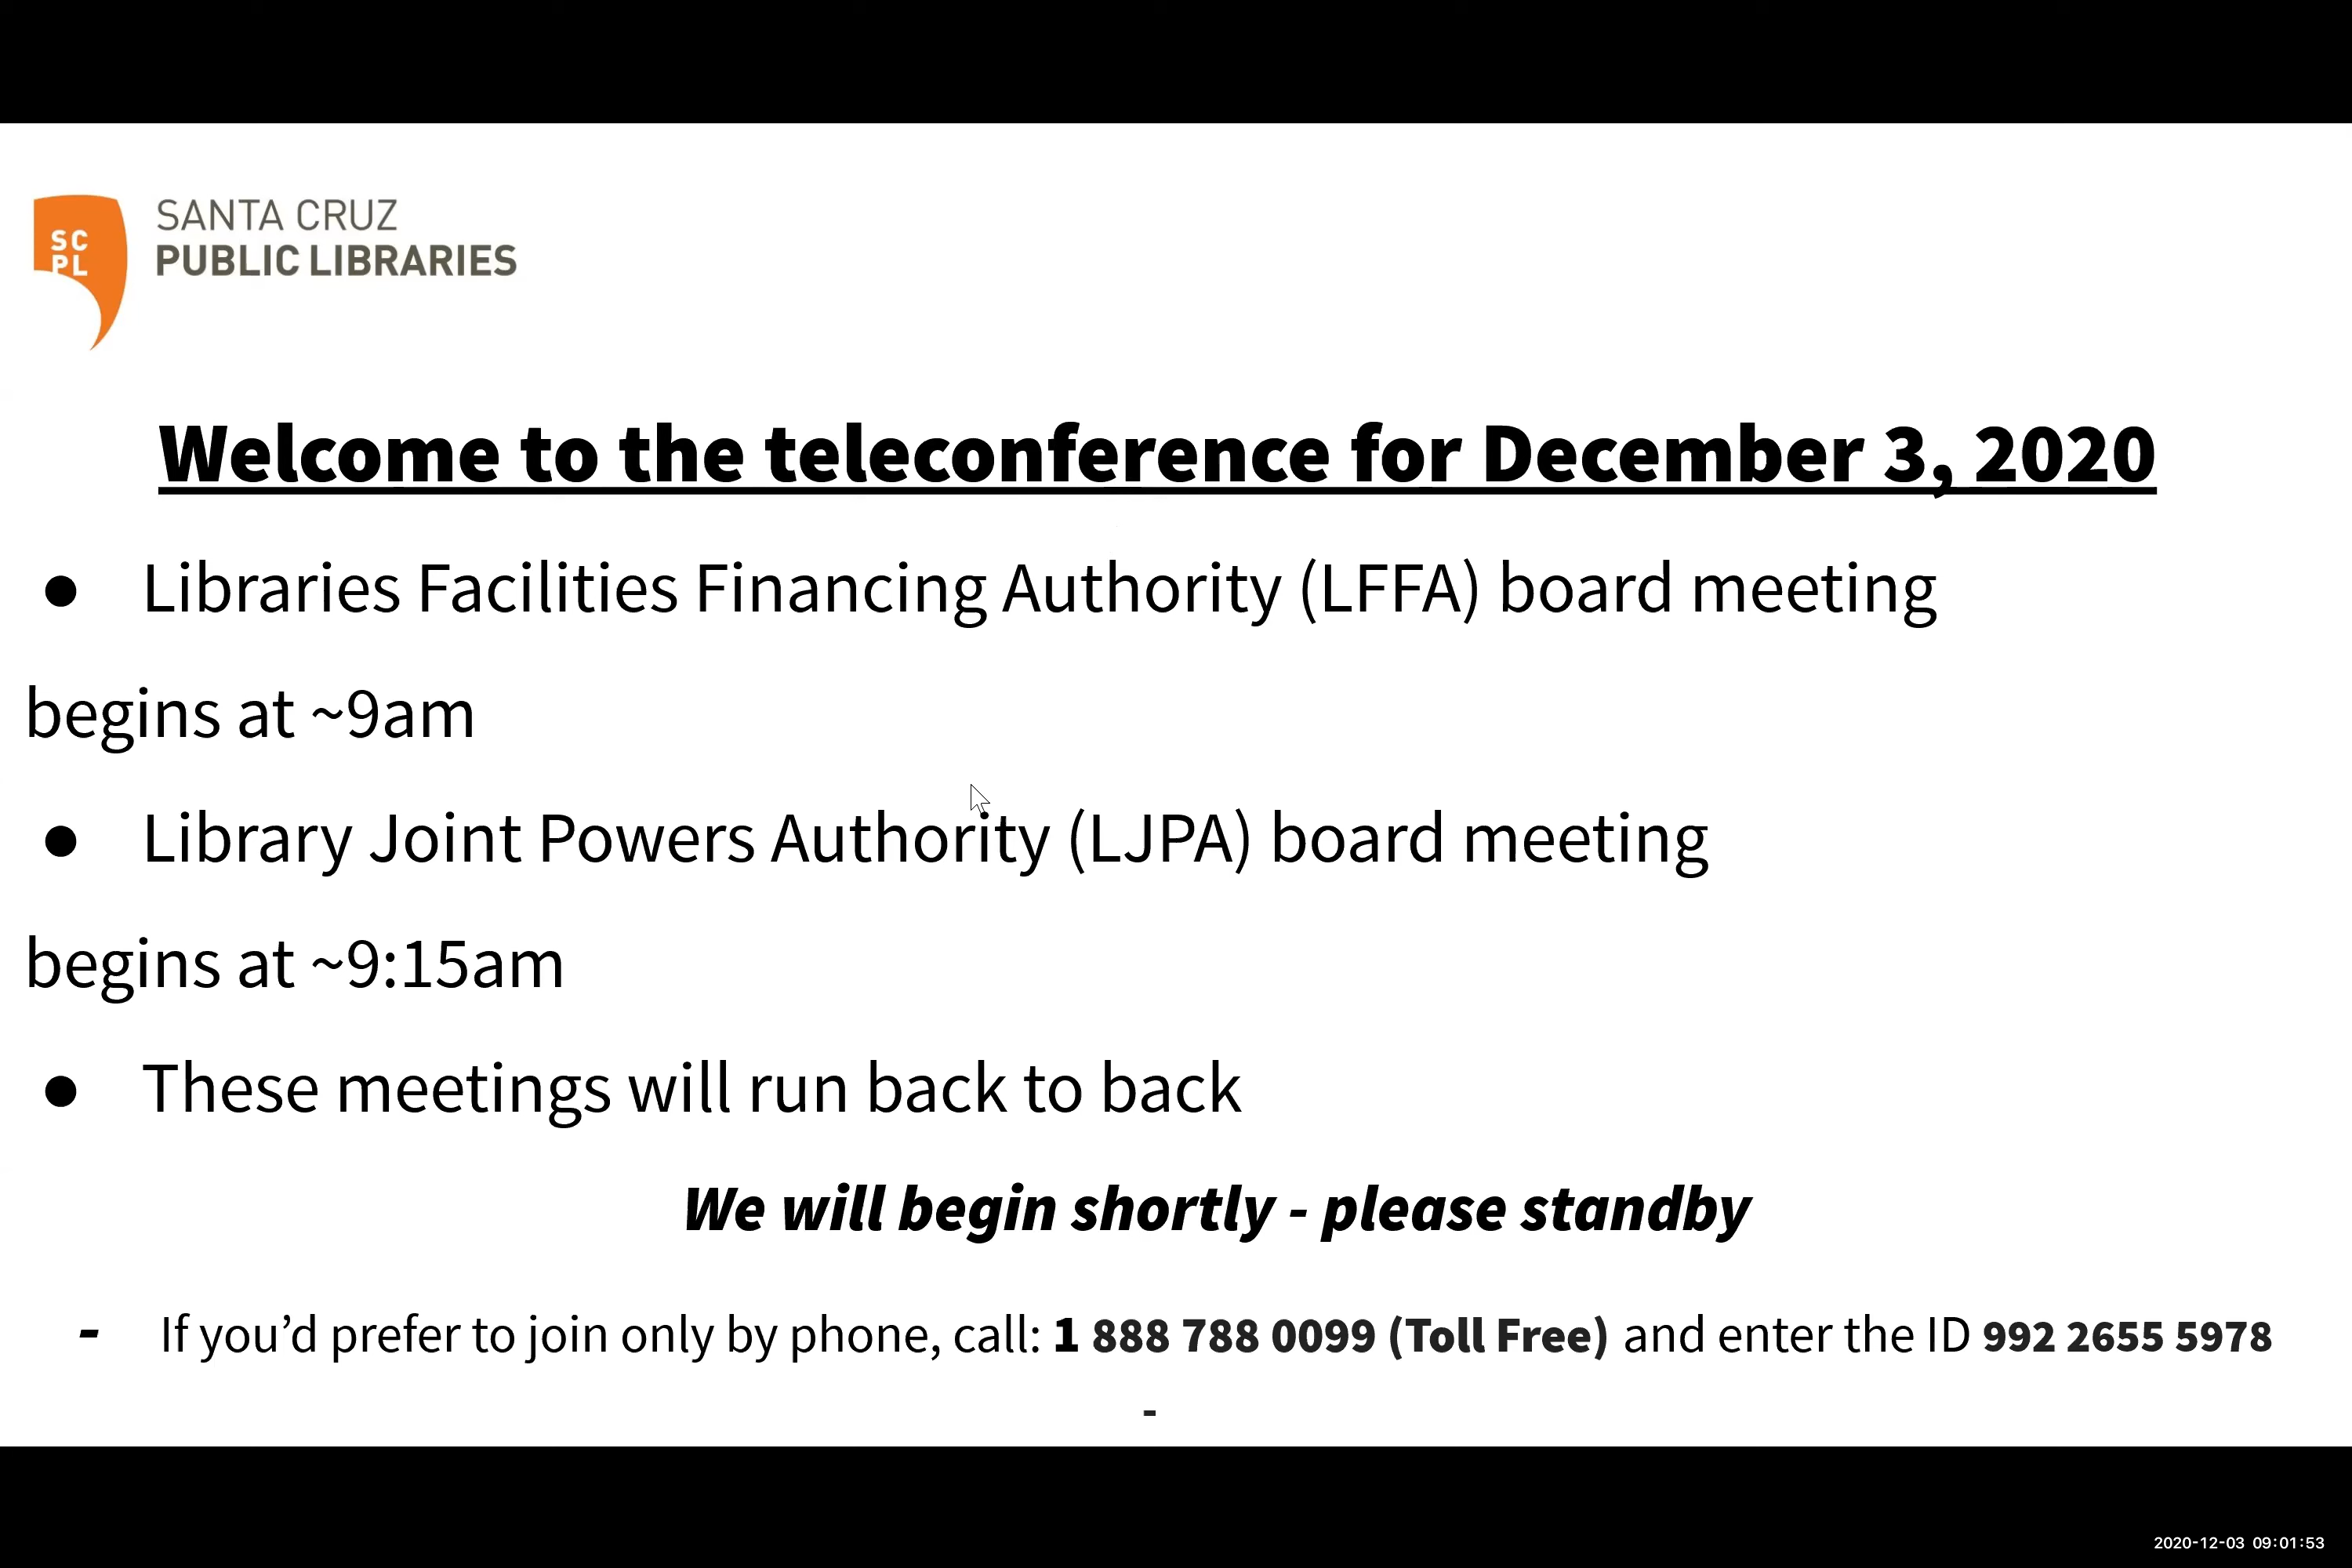 SC
PL
SANTA CRUZ
PUBLIC LIBRARIES
Welcome to the teleconference for December 3, 2020
● Libraries Facilities Financing Authority (LFFA) board meeting
begins at ~9am
● Library Joint Powers Authority (LJPA) board meeting
begins at ~9:15am
● These meetings will run back to back
We will begin shortly - please standby
- If you’d prefer to join only by phone, call: 1 888 788 0099 (Toll Free) and enter the ID 992 2655 5978
-
2020-12-03 09:01:53